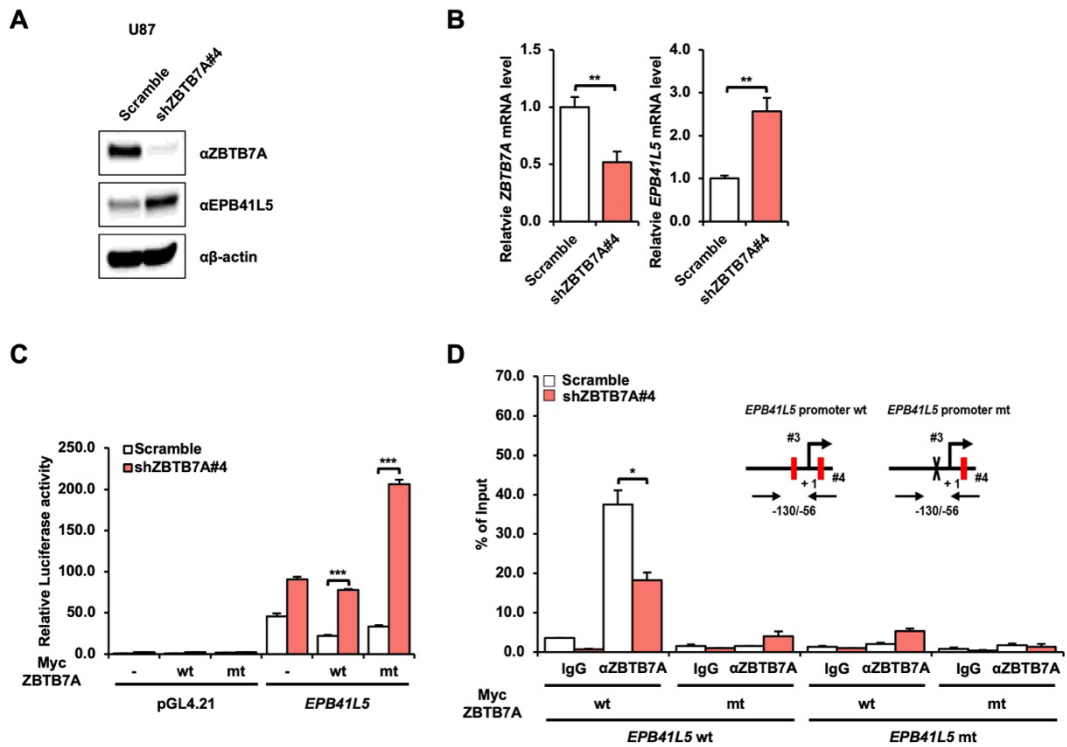 A
U87
Scramble
shZBTB7A#4
αZBTB7A
αEPB41L5
αβ-actin
B
Relatvie ZBTB7A mRNA level
1.5
1.0
0.5
0.0
**
Scramble
shZBTB7A#4
Relatvie EPB41L5 mRNA level
4.0
3.0
2.0
1.0
0.0
**
Scramble
shZBTB7A#4
C
Scramble
shZBTB7A#4
Relative Luciferase activity
250.0
200.0
150.0
100.0
50.0
0.0
***
***
Myc
ZBTB7A
- wt mt - wt mt
pGL4.21 EPB41L5
D
Scramble
shZBTB7A#4
% of Input
70.0
60.0
50.0
40.0
30.0
20.0
10.0
0.0
*
EPB41L5 promoter wt
#3
+ 1
#4
-130/-56
EPB41L5 promoter mt
#3
+ 1
#4
-130/-56
IgG αZBTB7A IgG αZBTB7A IgG αZBTB7A IgG αZBTB7A
Myc
ZBTB7A
wt mt wt mt
EPB41L5 wt EPB41L5 mt